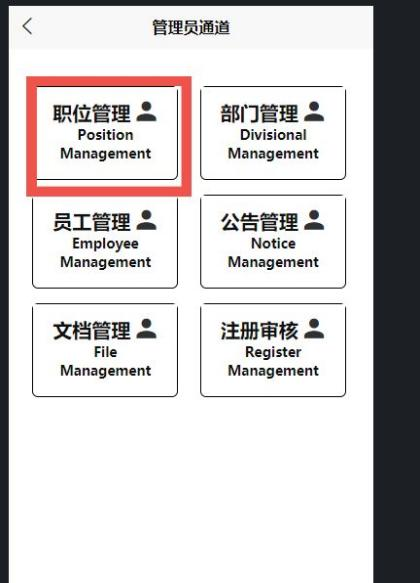 管理员通道
职位管理
Position
Management
部门管理
Divisional
Management
员工管理
Employee
Management
公告管理
Notice
Management
文档管理
File
Management
注册审核
Register
Management